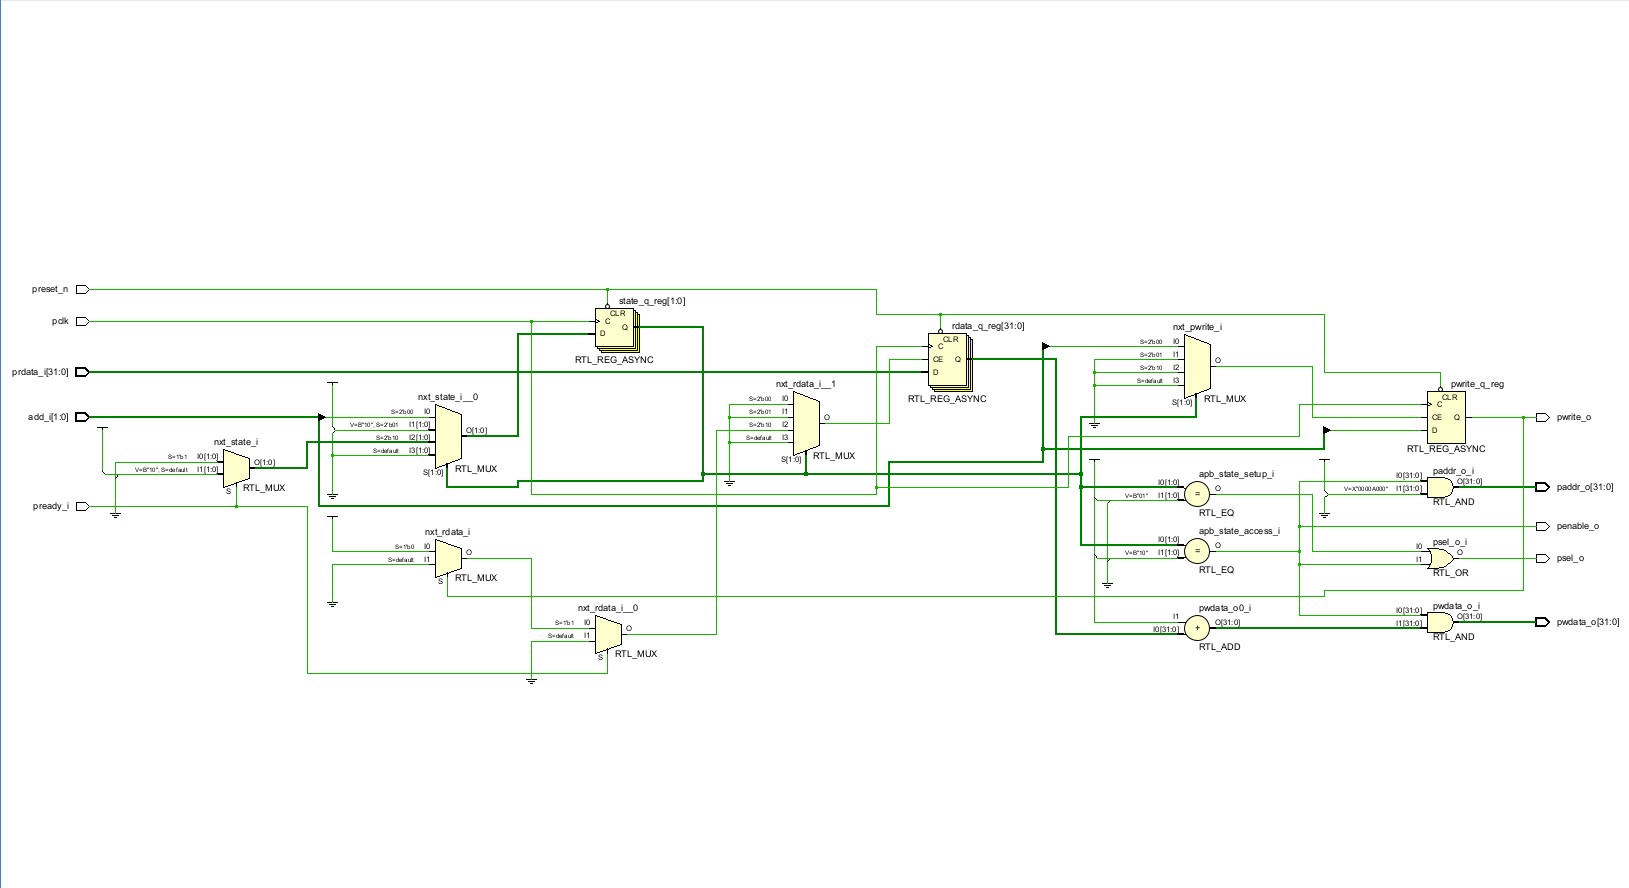 preset_n
pclk
prdata_i[31:0]
add_i[1:0]
pready_i
nxt_state_i
S=1'b1 I0[1:0]
V=B"10", S=default I1[1:0]
O[1:0]
S
RTL_MUX
nxt_state_i__0
S=2'b00 I0
V=B"10", S=2'b01 I1[1:0]
S=2'b10 I2[1:0]
S=default I3[1:0]
O[1:0]
S[1:0]
RTL_MUX
nxt_rdata_i
S=1'b0 I0
S=default I1
O
S
RTL_MUX
state_q_reg[1:0]
CLR
C
Q
D
RTL_REG_ASYNC
nxt_rdata_i__0
S=1'b1 I0
S=default I1
O
S
RTL_MUX
nxt_rdata_i__1
S=2'b00 I0
S=2'b01 I1
S=2'b10 I2
S=default I3
O
S[1:0]
RTL_MUX
rdata_q_reg[31:0]
CLR
C
CE Q
D
RTL_REG_ASYNC
nxt_pwrite_i
S=2'b00 I0
S=2'b01 I1
S=2'b10 I2
S=default I3
O
S[1:0]
RTL_MUX
apb_state_setup_i
I0[1:0]
V=B"01" I1[1:0]
=
O
RTL_EQ
apb_state_access_i
I0[1:0]
V=B"10" I1[1:0]
=
O
RTL_EQ
pwdata_o0_i
I1
I0[31:0]
+
O[31:0]
RTL_ADD
pwrite_q_reg
CLR
C
CE Q
D
RTL_REG_ASYNC
paddr_o_i
I0[31:0]
V=X"0000A000" I1[31:0]
O[31:0]
RTL_AND
psel_o_i
I0
I1
O
RTL_OR
pwdata_o_i
I0[31:0]
I1[31:0]
O[31:0]
RTL_AND
pwrite_o
paddr_o[31:0]
penable_o
psel_o
pwdata_o[31:0]